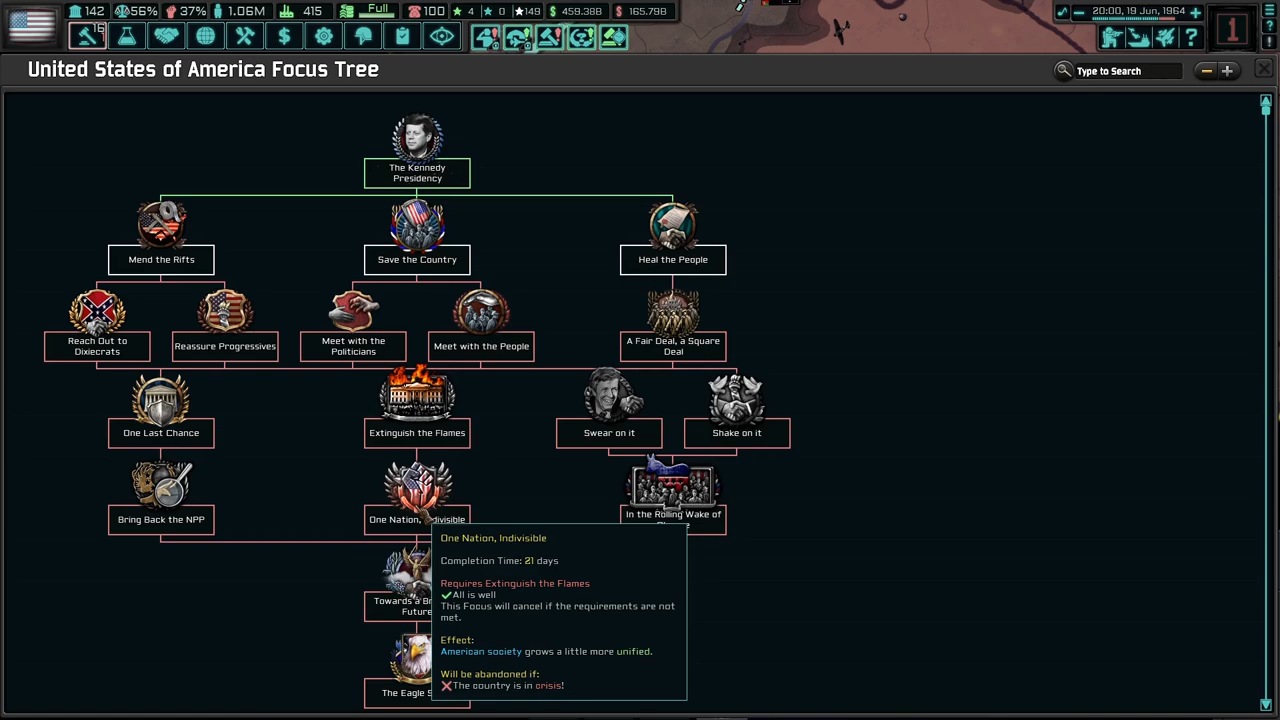 142 56% 37% 1.06M 415 Full 100 4 0 149 $ 459.388 $ 165.798 20:00, 19 Jun, 1964 1
16
United States of America Focus Tree
Type to Search
The Kennedy
Presidency
Mend the Rifts
Save the Country
Heal the People
Reach Out to
Dixiecrats
Reassure Progressives
Meet with the
Politicians
Meet with the People
A Fair Deal, a Square
Deal
One Last Chance
Extinguish the Flames
Swear on it
Shake on it
Bring Back the NPP
One Nation, Indivisible
In the Rolling Wake of
One Nation, Indivisible
Completion Time: 21 days
Requires Extinguish the Flames
All is well
This Focus will cancel if the requirements are not
met.
Effect:
American society grows a little more unified.
Will be abandoned if:
The country is in crisis!
Towards a B
Future
The Eagle S